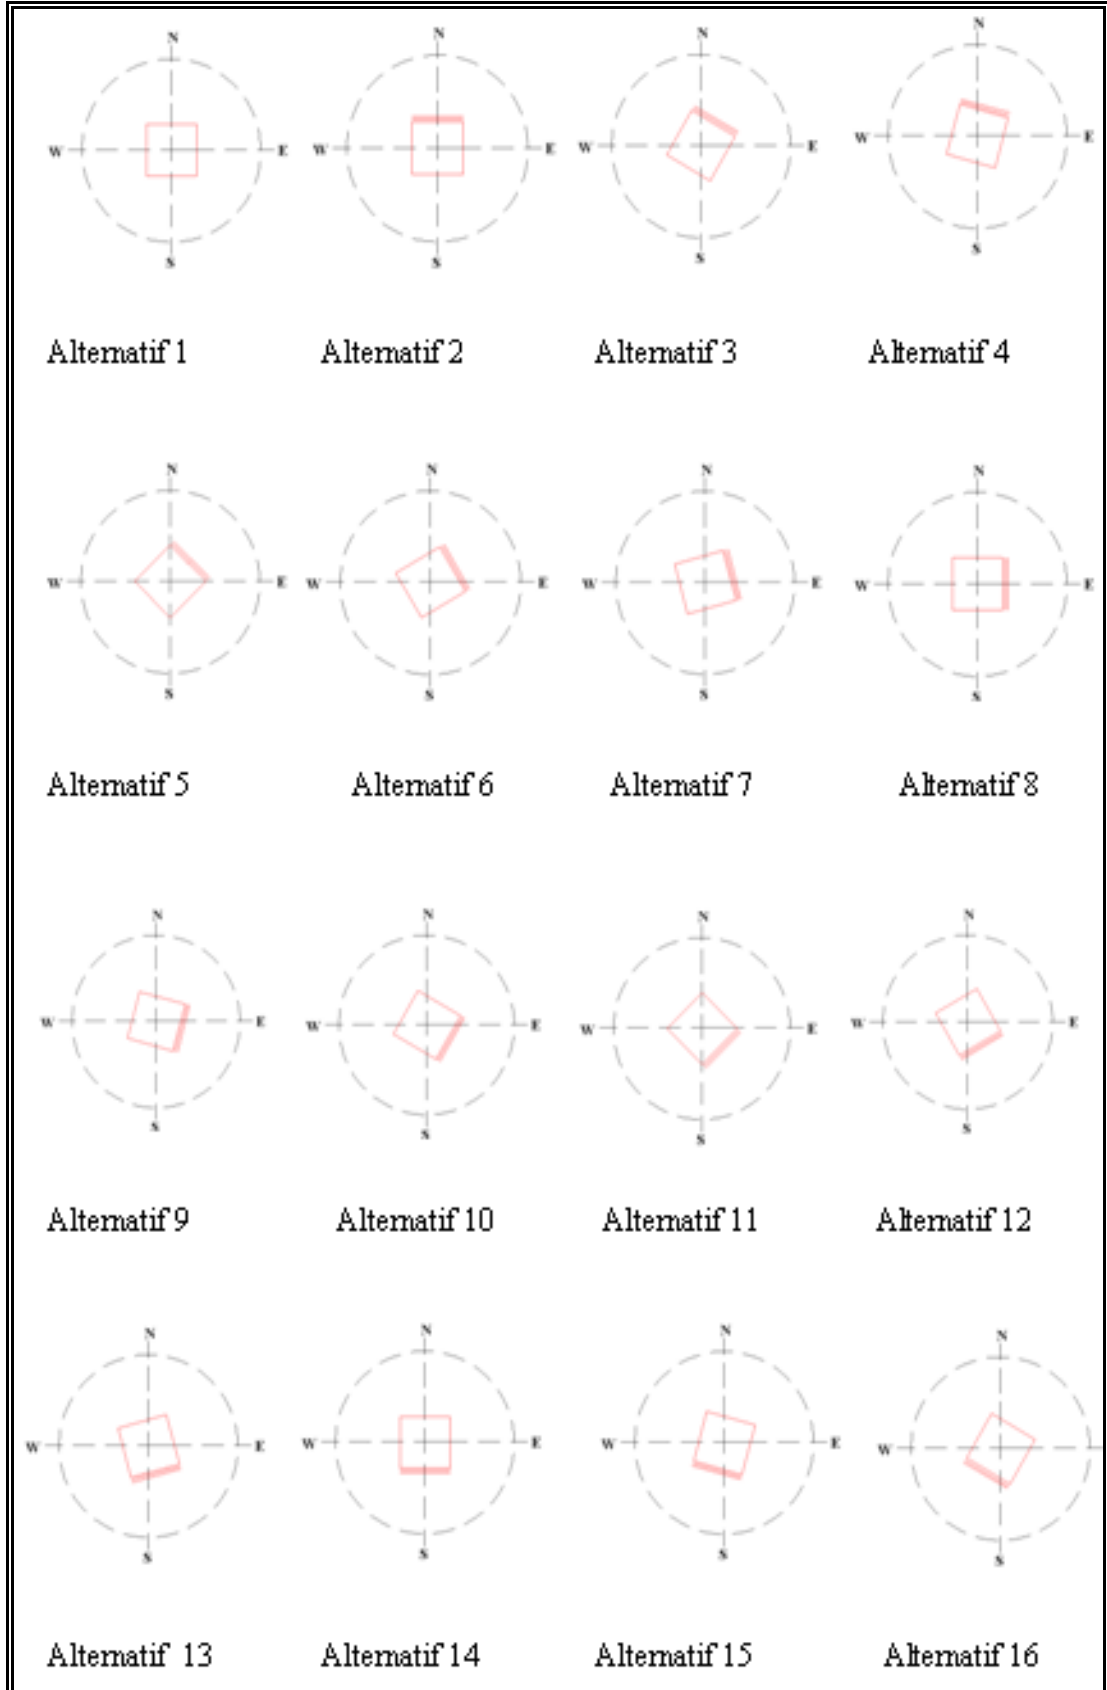 N N N N
W E W E W E W E
S S S S
Alternatif 1 Alternatif 2 Alternatif 3 Alternatif 4
N N N N
W E W E W E W E
S S S S
Alternatif 5 Alternatif 6 Alternatif 7 Alternatif 8
N N N N
W E W E W E W E
S S S S
Alternatif 9 Alternatif 10 Alternatif 11 Alternatif 12
N N N N
W E W E W E W
S S S S
Alternatif 13 Alternatif 14 Alternatif 15 Alternatif 16